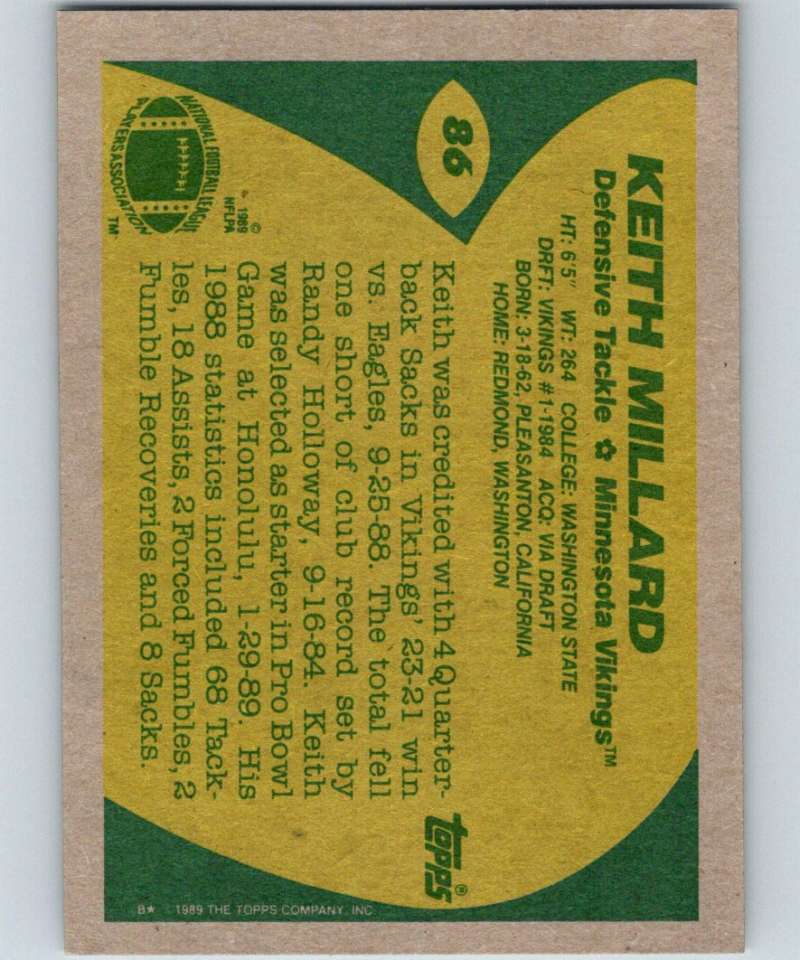 86
KEITH MILLARD
Defensive Tackle ✿ Minnesota Vikings™
HT: 6'5" WT: 264 COLLEGE: WASHINGTON STATE
DRFT: VIKINGS #1-1984 ACQ: VIA DRAFT
BORN: 3-18-62, PLEASANTON, CALIFORNIA
HOME: REDMOND, WASHINGTON
Keith was credited with 4 Quarter-
back Sacks in Vikings' 23-21 win
vs. Eagles, 9-25-88. The total fell
one short of club record set by
Randy Holloway, 9-16-84. Keith
was selected as starter in Pro Bowl
Game at Honolulu, 1-29-89. His
1988 statistics included 68 Tack-
les, 18 Assists, 2 Forced Fumbles, 2
Fumble Recoveries and 8 Sacks.
NATIONAL FOOTBALL LEAGUE
PLAYERS ASSOCIATION
TM
©
1989
NFLPA
topps®
B★ 1989 THE TOPPS COMPANY, INC.